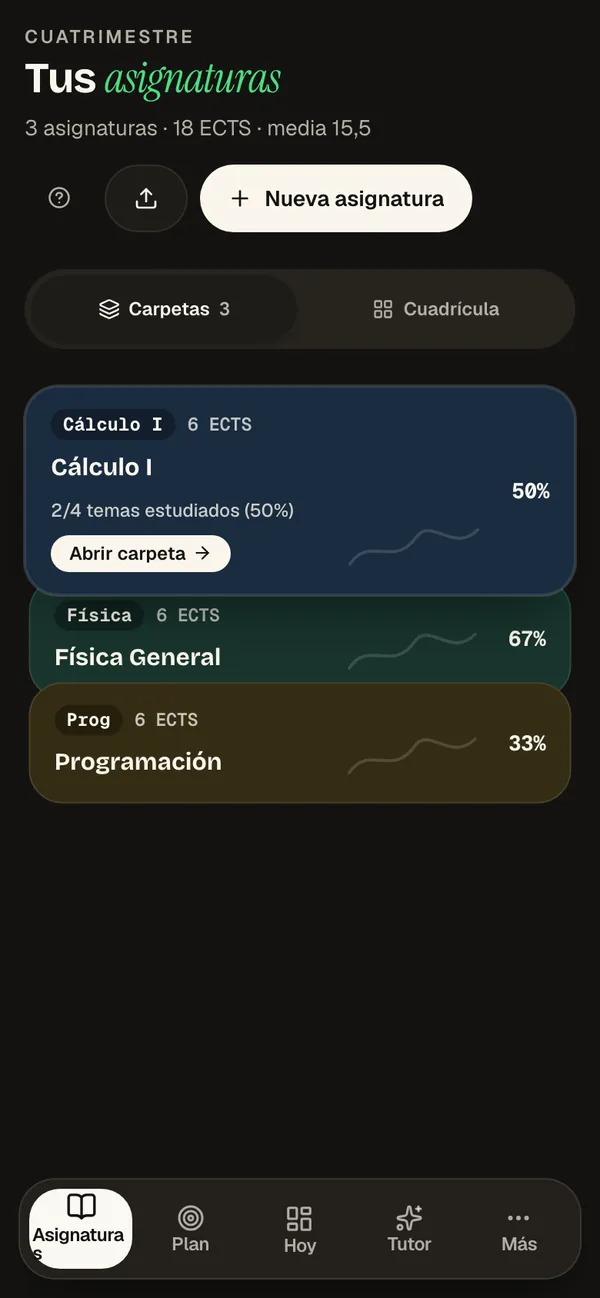 CUATRIMESTRE
Tus asignaturas
3 asignaturas · 18 ECTS · media 15,5
+ Nueva asignatura
Carpetas 3
Cuadrícula
Cálculo I 6 ECTS
Cálculo I
50%
2/4 temas estudiados (50%)
Abrir carpeta →
Física 6 ECTS
67%
Física General
Prog 6 ECTS
33%
Programación
Asignatura
s
Plan
Hoy
Tutor
Más